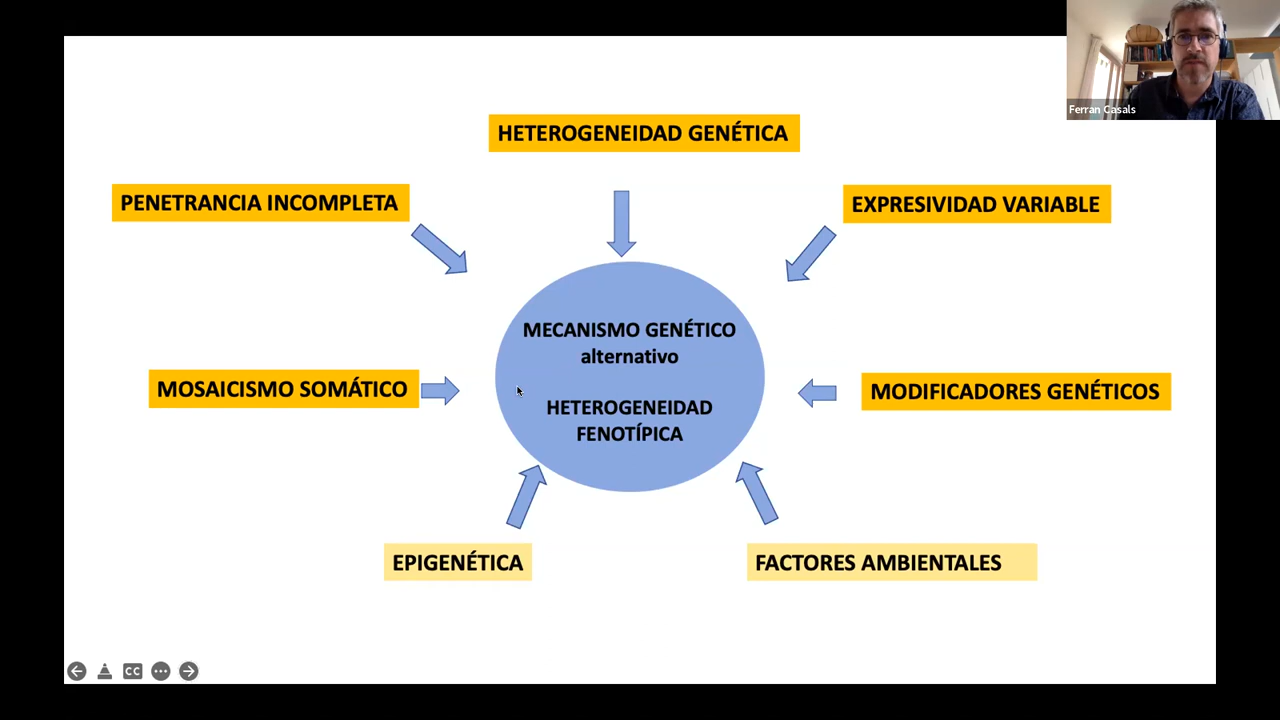 Ferran Casals
HETEROGENEIDAD GENÉTICA
PENETRANCIA INCOMPLETA
EXPRESIVIDAD VARIABLE
MECANISMO GENÉTICO
alternativo
HETEROGENEIDAD
FENOTÍPICA
MOSAICISMO SOMÁTICO
MODIFICADORES GENÉTICOS
EPIGENÉTICA
FACTORES AMBIENTALES
CC